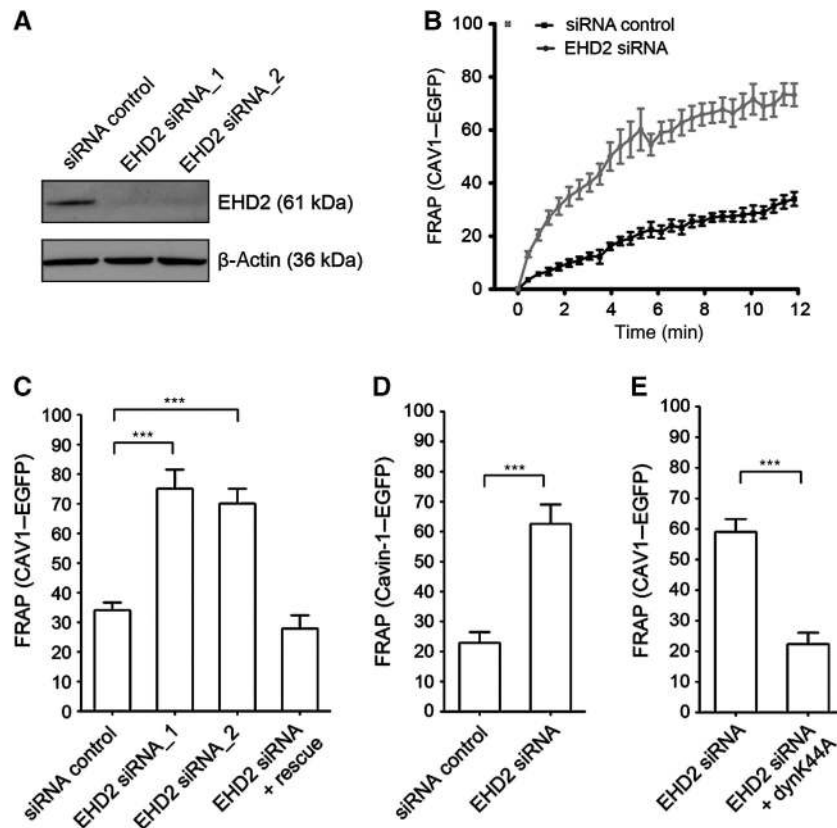 A
siRNA control
EHD2 siRNA_1
EHD2 siRNA_2
EHD2 (61 kDa)
β-Actin (36 kDa)
B
siRNA control
EHD2 siRNA
FRAP (CAV1–EGFP)
100
80
60
40
20
0
0 2 4 6 8 10 12
Time (min)
C
FRAP (CAV1–EGFP)
100
90
80
70
60
50
40
30
20
10
0
***
***
siRNA control
EHD2 siRNA_1
EHD2 siRNA_2
EHD2 siRNA
+ rescue
D
FRAP (Cavin-1–EGFP)
100
90
80
70
60
50
40
30
20
10
0
***
siRNA control
EHD2 siRNA
E
FRAP (CAV1–EGFP)
100
90
80
70
60
50
40
30
20
10
0
***
EHD2 siRNA
EHD2 siRNA
+ dynK44A